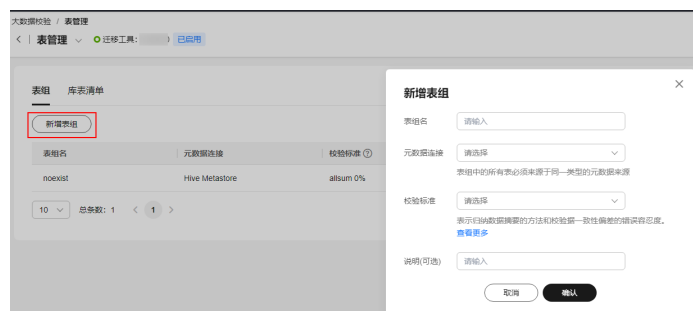 大数据校验 / 表管理
表管理 迁移工具: 已启用
表组 库表清单
新增表组
表组名 元数据连接 校验标准
noexist Hive Metastore allsum 0%
10 总条数: 1 < 1 >
新增表组
表组名 请输入
元数据连接 请选择
表组中的所有表必须来源于同一类型的元数据来源
校验标准 请选择
表示归纳数据摘要的方法和校验据一致性偏差的错误容忍度。
查看更多
说明(可选) 请输入
取消 确认